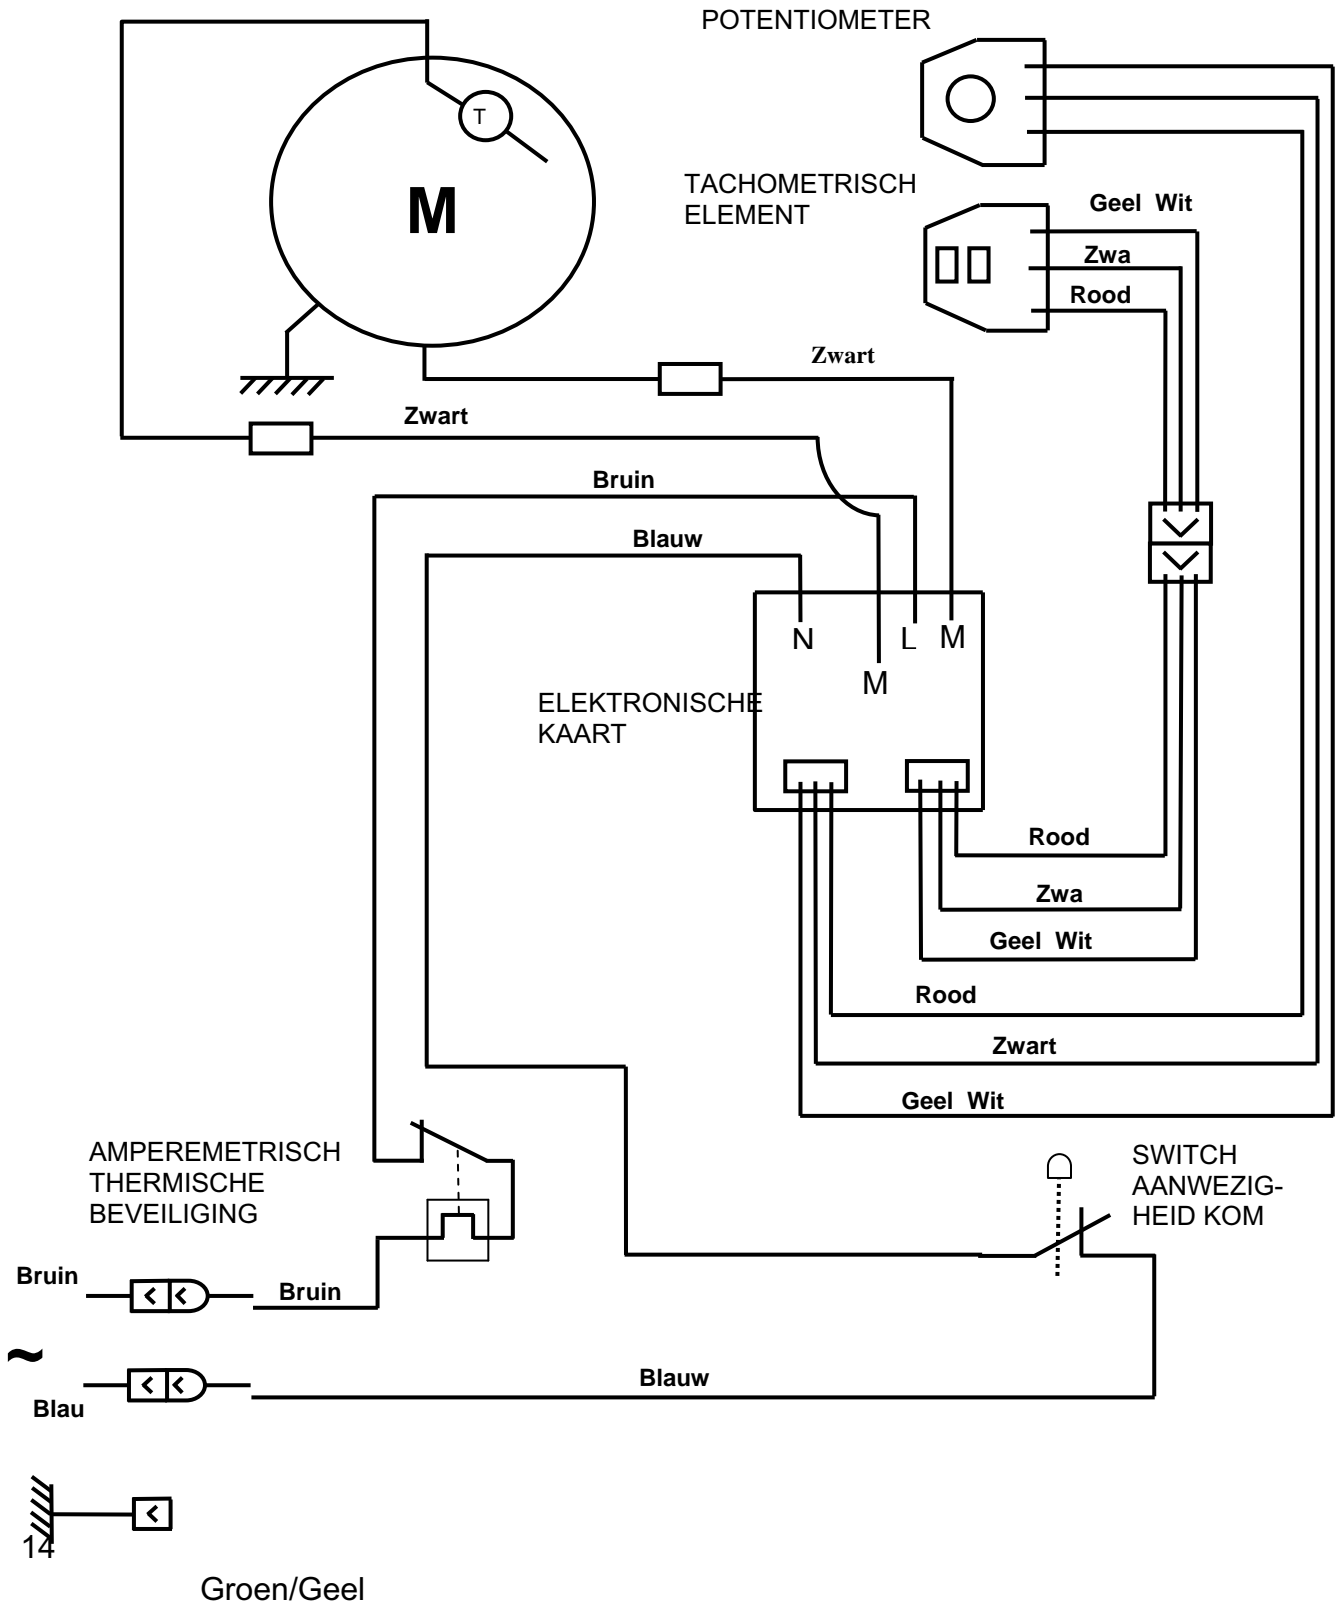 POTENTIOMETER
T
M
TACHOMETRISCH
ELEMENT
Geel Wit
Zwa
Rood
Zwart
Zwart
Bruin
Blauw
N
L
M
M
ELEKTRONISCHE
KAART
Rood
Zwa
Geel Wit
Rood
Zwart
Geel Wit
AMPEREMETRISCH
THERMISCHE
BEVEILIGING
SWITCH
AANWEZIG-
HEID KOM
Bruin
Bruin
~
Blauw
Blau
14
Groen/Geel